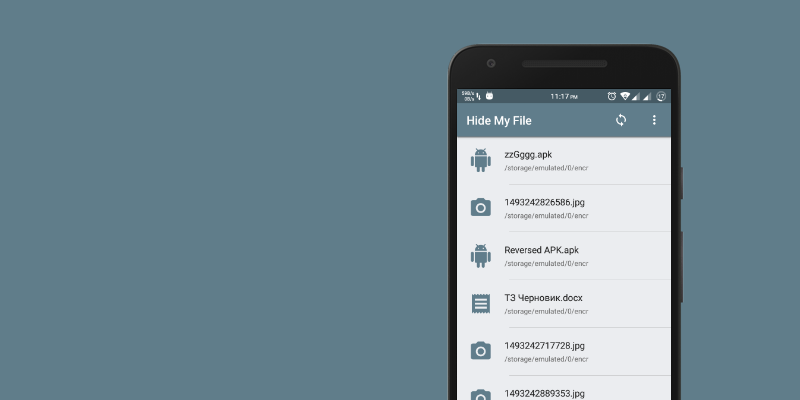 11:17 PM
Hide My File
zzGggg.apk
/storage/emulated/0/encr
1493242826586.jpg
/storage/emulated/0/encr
Reversed APK.apk
/storage/emulated/0/encr
ТЗ Черновик.docx
/storage/emulated/0/encr
1493242717728.jpg
/storage/emulated/0/encr
1493242889353.jpg